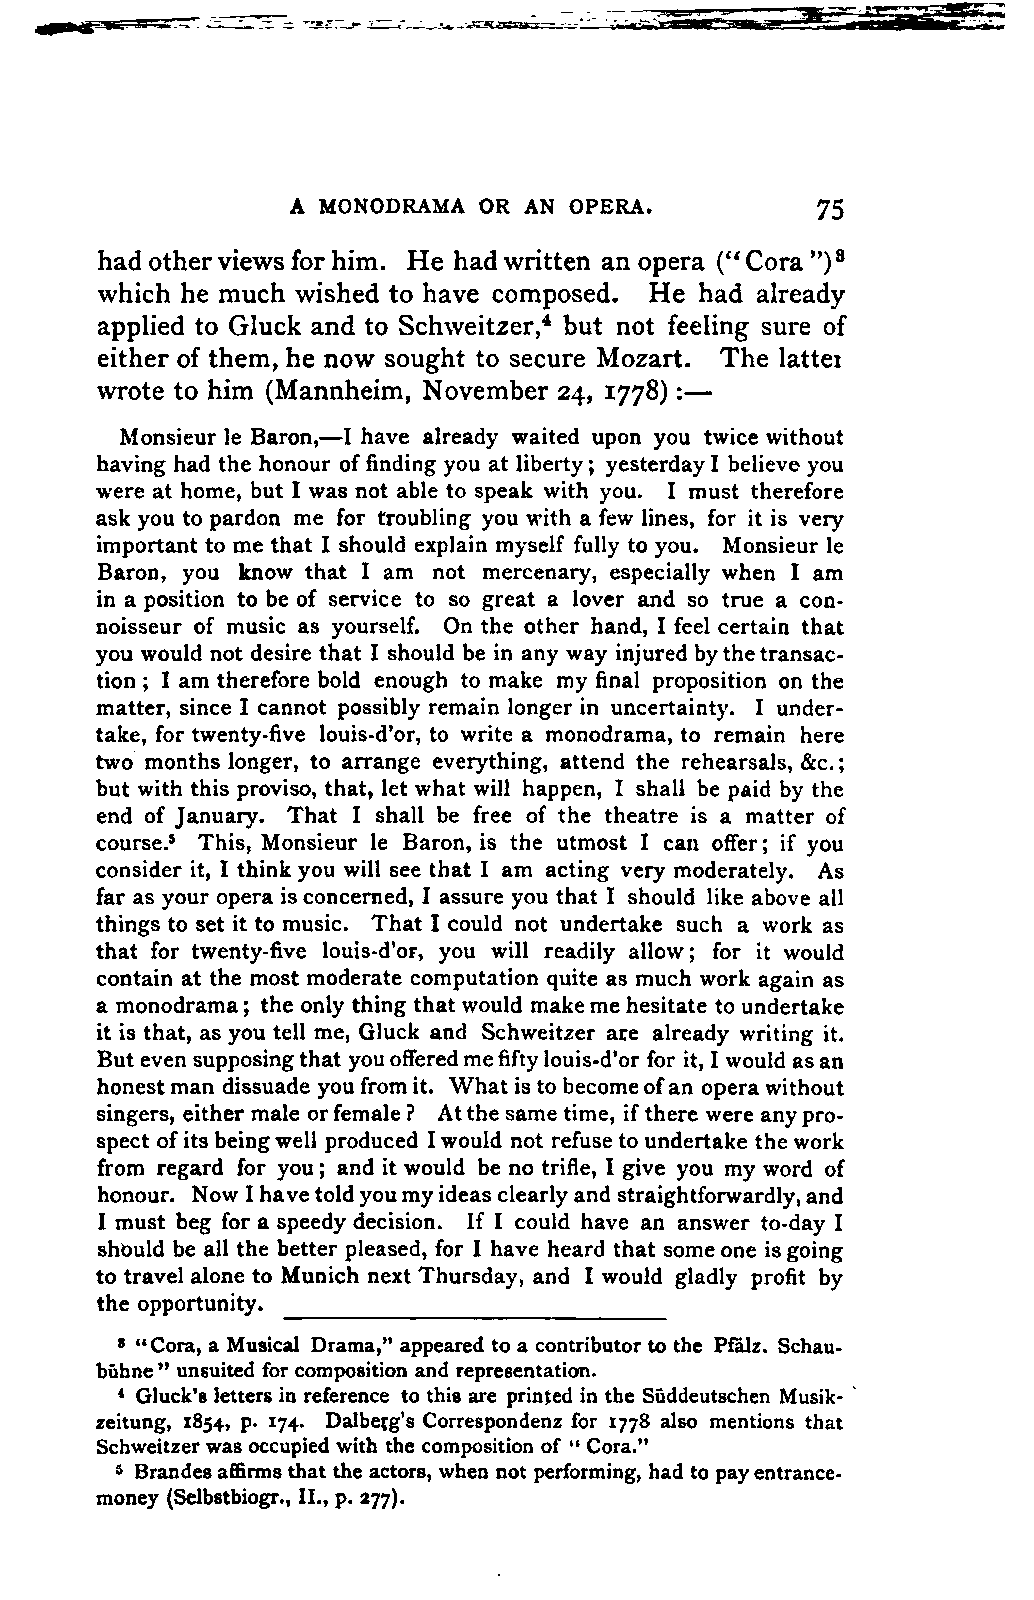 A MONODRAMA OR AN OPERA. 75
had other views for him. He had written an opera ("Cora")³
which he much wished to have composed. He had already
applied to Gluck and to Schweitzer,⁴ but not feeling sure of
either of them, he now sought to secure Mozart. The latter
wrote to him (Mannheim, November 24, 1778) :—
Monsieur le Baron,—I have already waited upon you twice without
having had the honour of finding you at liberty; yesterday I believe you
were at home, but I was not able to speak with you. I must therefore
ask you to pardon me for troubling you with a few lines, for it is very
important to me that I should explain myself fully to you. Monsieur le
Baron, you know that I am not mercenary, especially when I am
in a position to be of service to so great a lover and so true a con-
noisseur of music as yourself. On the other hand, I feel certain that
you would not desire that I should be in any way injured by the transac-
tion; I am therefore bold enough to make my final proposition on the
matter, since I cannot possibly remain longer in uncertainty. I under-
take, for twenty-five louis-d'or, to write a monodrama, to remain here
two months longer, to arrange everything, attend the rehearsals, &c.;
but with this proviso, that, let what will happen, I shall be paid by the
end of January. That I shall be free of the theatre is a matter of
course.⁵ This, Monsieur le Baron, is the utmost I can offer; if you
consider it, I think you will see that I am acting very moderately. As
far as your opera is concerned, I assure you that I should like above all
things to set it to music. That I could not undertake such a work as
that for twenty-five louis-d'or, you will readily allow; for it would
contain at the most moderate computation quite as much work again as
a monodrama; the only thing that would make me hesitate to undertake
it is that, as you tell me, Gluck and Schweitzer are already writing it.
But even supposing that you offered me fifty louis-d'or for it, I would as an
honest man dissuade you from it. What is to become of an opera without
singers, either male or female? At the same time, if there were any pro-
spect of its being well produced I would not refuse to undertake the work
from regard for you; and it would be no trifle, I give you my word of
honour. Now I have told you my ideas clearly and straightforwardly, and
I must beg for a speedy decision. If I could have an answer to-day I
should be all the better pleased, for I have heard that some one is going
to travel alone to Munich next Thursday, and I would gladly profit by
the opportunity.
³ "Cora, a Musical Drama," appeared to a contributor to the Pfälz. Schau-
bühne" unsuited for composition and representation.
⁴ Gluck's letters in reference to this are printed in the Süddeutschen Musik-
zeitung, 1854, p. 174. Dalberg's Correspondenz for 1778 also mentions that
Schweitzer was occupied with the composition of "Cora."
⁵ Brandes affirms that the actors, when not performing, had to pay entrance-
money (Selbstbiogr., II., p. 277).